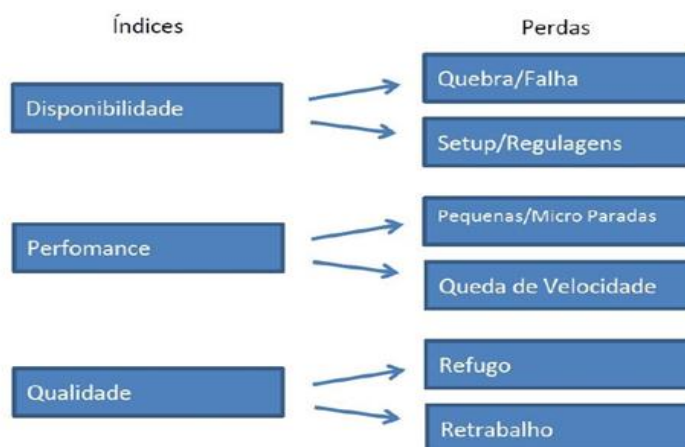 Índices
Perdas
Disponibilidade
Quebra/Falha
Setup/Regulagens
Perfomance
Pequenas/Micro Paradas
Queda de Velocidade
Qualidade
Refugo
Retrabalho